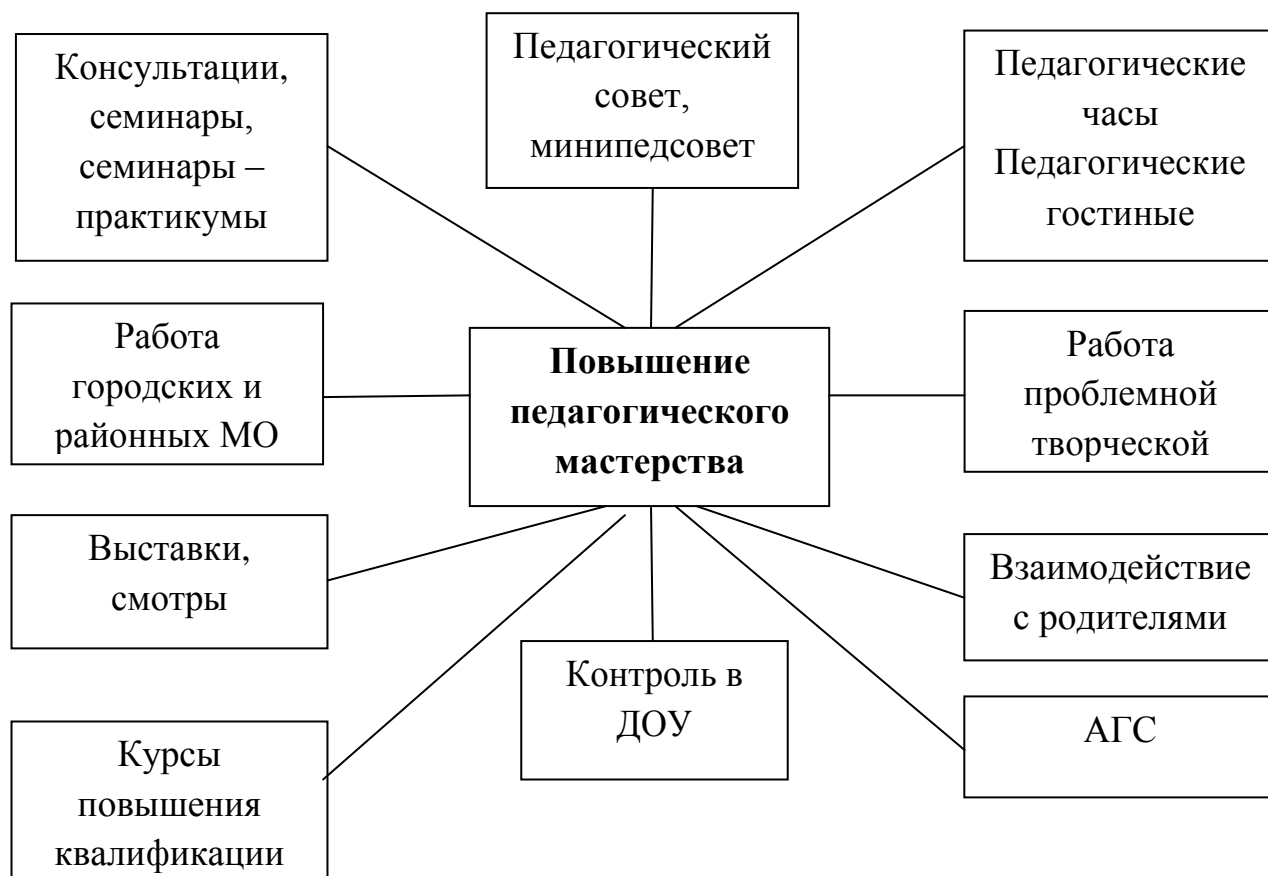 Консультации,
семинары,
семинары –
практикумы
Педагогический
совет,
минипедсовет
Педагогические
часы
Педагогические
гостиные
Работа
городских и
районных МО
Повышение
педагогического
мастерства
Работа
проблемной
творческой
Выставки,
смотры
Взаимодействие
с родителями
Контроль в
ДОУ
АГС
Курсы
повышения
квалификации